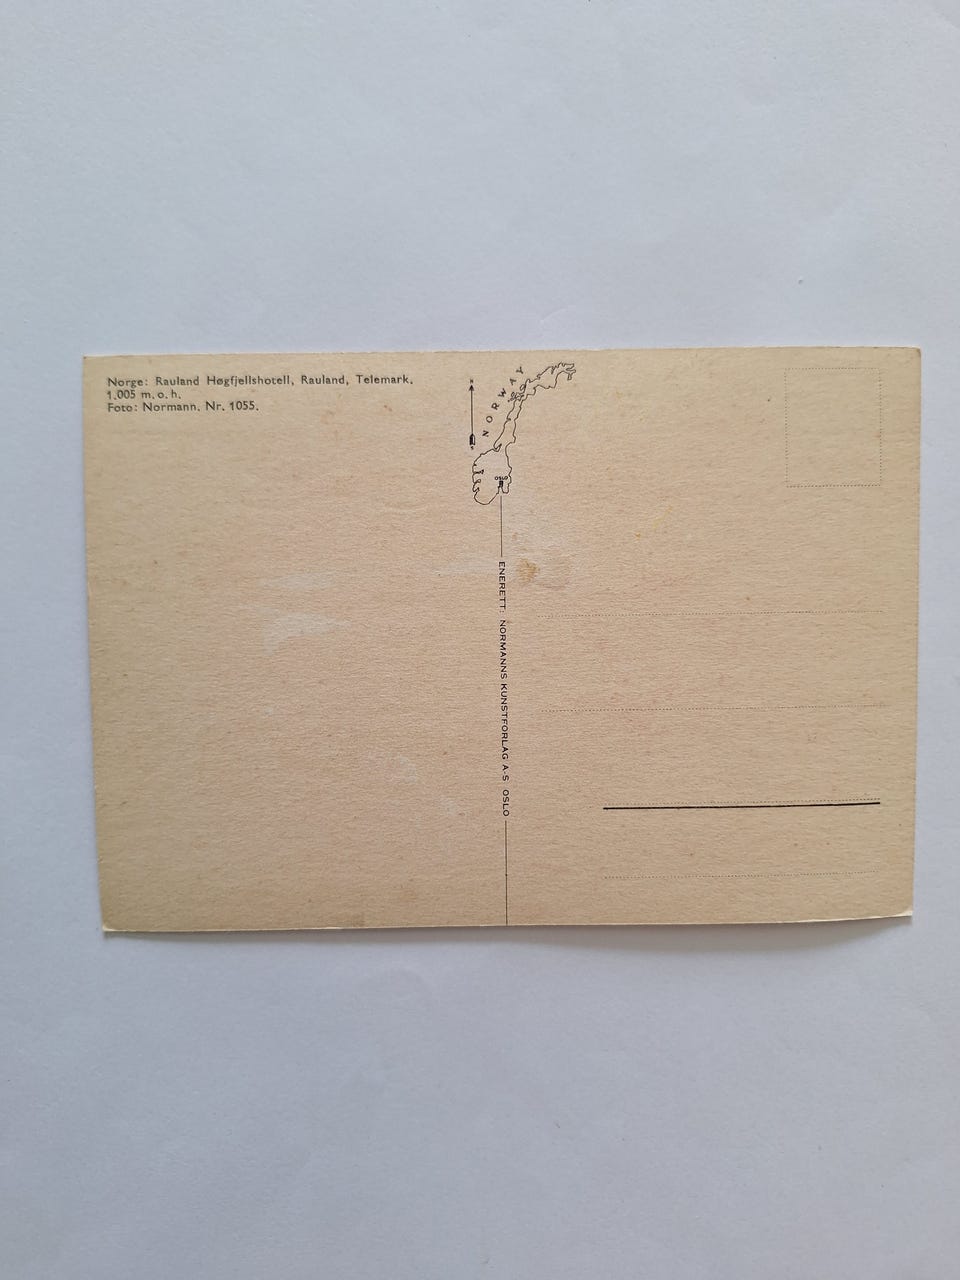 Norge: Rauland Høgfjellshotell, Rauland, Telemark.
1.005 m. o. h.
Foto: Normann. Nr. 1055.
N
S
NORWAY
OSLO
ENERETT: NORMANNS KUNSTFORLAG A-S OSLO